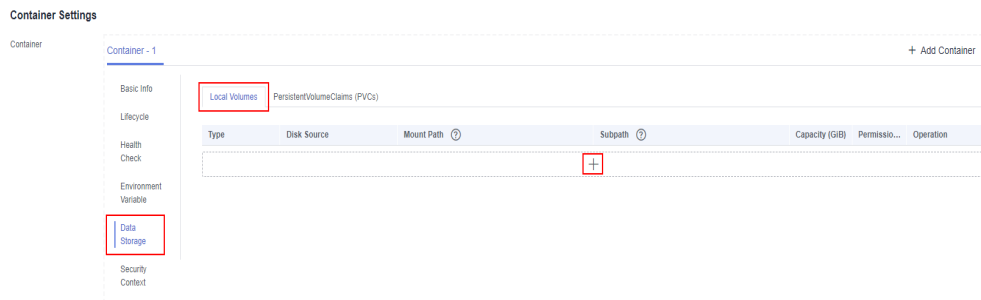 Container Settings
Container
Container - 1
+ Add Container
Basic Info
Lifecycle
Health
Check
Environment
Variable
Data
Storage
Security
Context
Local Volumes PersistentVolumeClaims (PVCs)
Type Disk Source Mount Path ? Subpath ? Capacity (GiB) Permissio... Operation
+